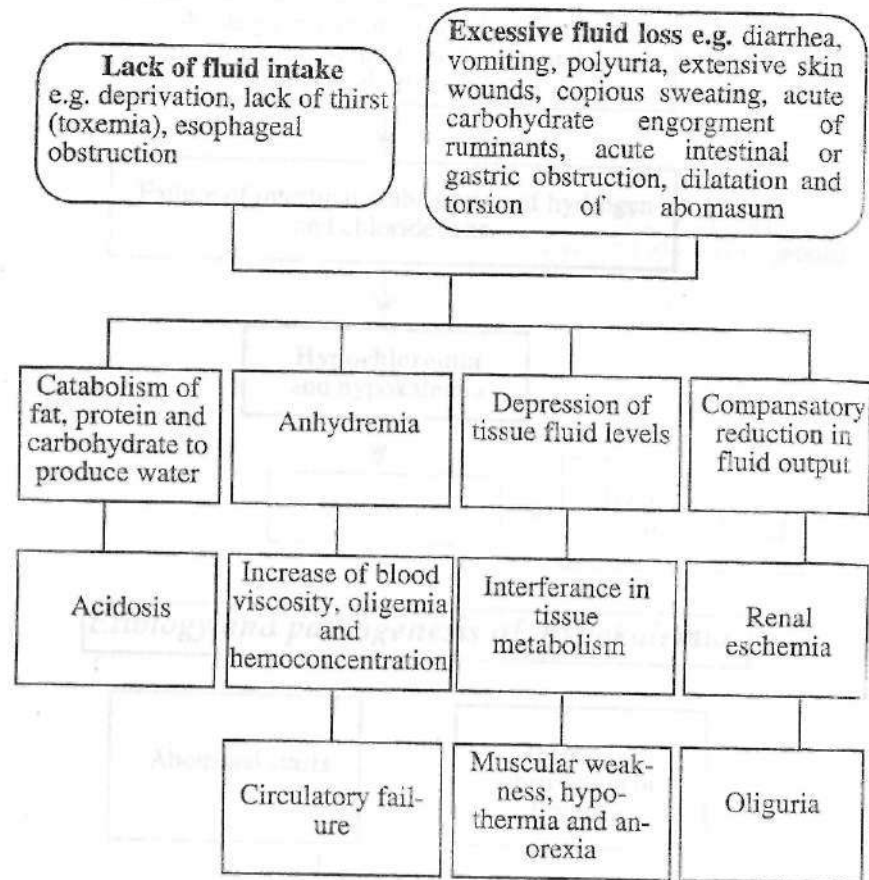 Lack of fluid intake
e.g. deprivation, lack of thirst
(toxemia), esophageal
obstruction
Excessive fluid loss e.g. diarrhea,
vomiting, polyuria, extensive skin
wounds, copious sweating, acute
carbohydrate engorgment of
ruminants, acute intestinal or
gastric obstruction, dilatation and
torsion of abomasum
Catabolism of
fat, protein and
carbohydrate to
produce water
Anhydremia
Depression of
tissue fluid levels
Compansatory
reduction in
fluid output
Acidosis
Increase of blood
viscosity, oligemia
and
hemoconcentration
Interferance in
tissue
metabolism
Renal
eschemia
Circulatory fail-
ure
Muscular weak-
ness, hypo-
thermia and an-
orexia
Oliguria